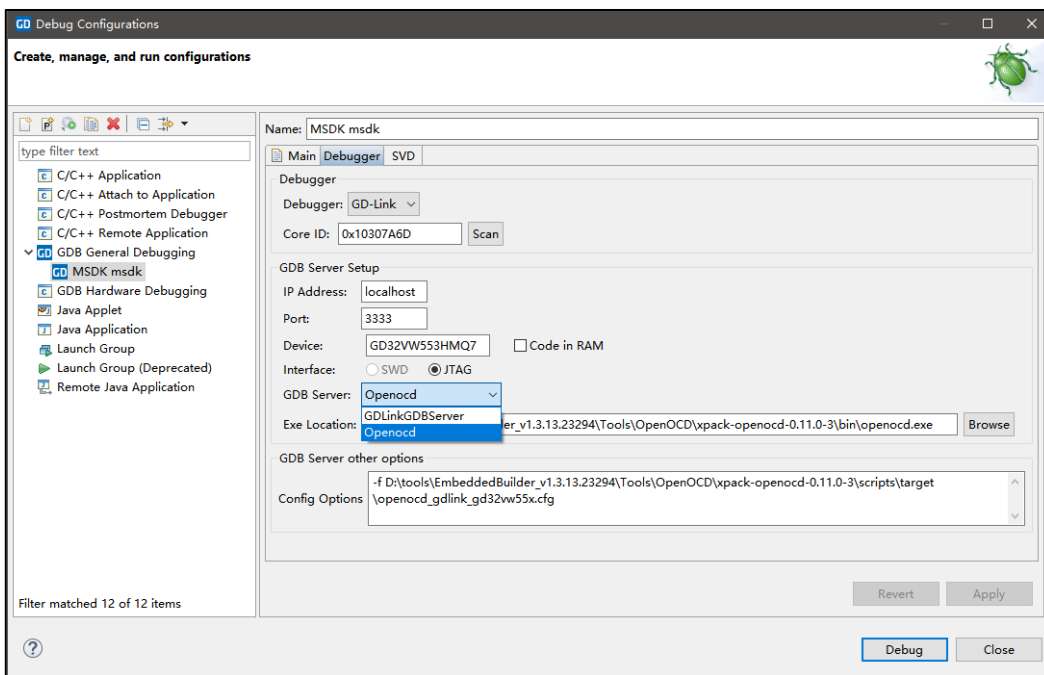 GD Debug Configurations
Create, manage, and run configurations
type filter text
C/C++ Application
C/C++ Attach to Application
C/C++ Postmortem Debugger
C/C++ Remote Application
GD GDB General Debugging
GD MSDK msdk
GDB Hardware Debugging
Java Applet
Java Application
Launch Group
Launch Group (Deprecated)
Remote Java Application
Filter matched 12 of 12 items
Name: MSDK msdk
Main Debugger SVD
Debugger
Debugger: GD-Link
Core ID: 0x10307A6D Scan
GDB Server Setup
IP Address: localhost
Port: 3333
Device: GD32VW553HMQ7 Code in RAM
Interface: SWD JTAG
GDB Server: Openocd
GDLinkGDBServer
Exe Location: er_v1.3.13.23294\Tools\OpenOCD\xpack-openocd-0.11.0-3\bin\openocd.exe Browse
Openocd
GDB Server other options
Config Options -f D:\tools\EmbeddedBuilder_v1.3.13.23294\Tools\OpenOCD\xpack-openocd-0.11.0-3\scripts\target
\openocd_gdlink_gd32vw55x.cfg
Revert Apply
? Debug Close